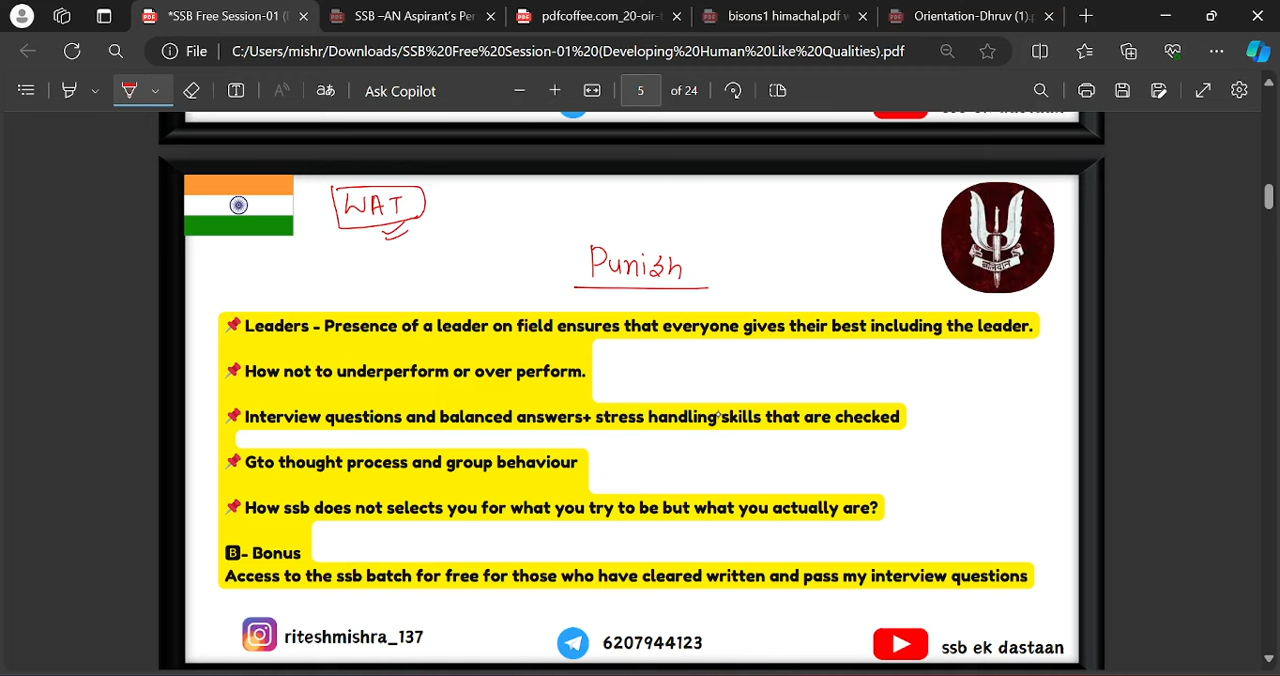 *SSB Free Session-01 (
SSB –AN Aspirant's Per
pdfcoffee.com_20-oir-t
bisons1 himachal.pdf w
Orientation-Dhruv (1).p
File
C:/Users/mishr/Downloads/SSB%20Free%20Session-01%20(Developing%20Human%20Like%20Qualities).pdf
Ask Copilot
5 of 24
WAT
Punish
बलिदान
📌 Leaders - Presence of a leader on field ensures that everyone gives their best including the leader.
📌 How not to underperform or over perform.
📌 Interview questions and balanced answers+ stress handling skills that are checked
📌 Gto thought process and group behaviour
📌 How ssb does not selects you for what you try to be but what you actually are?
B- Bonus
Access to the ssb batch for free for those who have cleared written and pass my interview questions
riteshmishra_137
6207944123
ssb ek dastaan